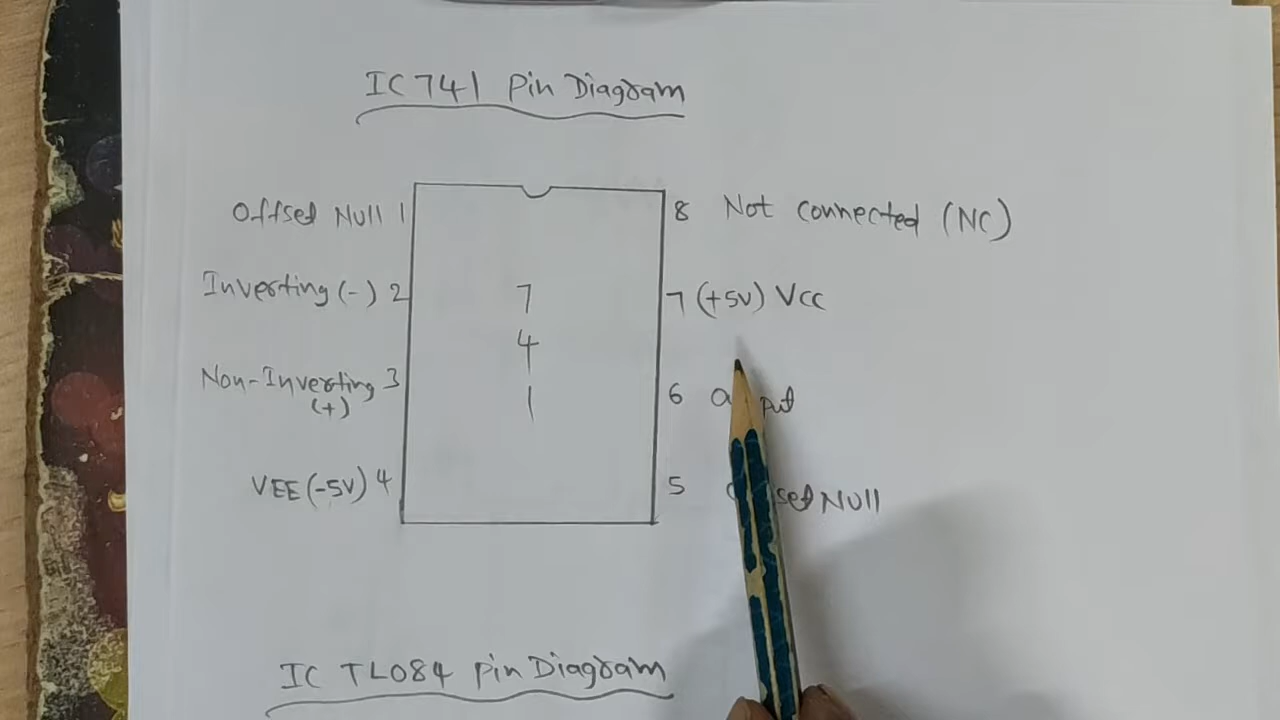 IC 741 Pin Diagram
Offset Null 1
8 Not connected (NC)
Inverting (-) 2
7
7 (+5V) VCC
4
Non-Inverting 3
(+)
1
6
VEE (-5V) 4
5 Null
IC TL084 Pin Diagram